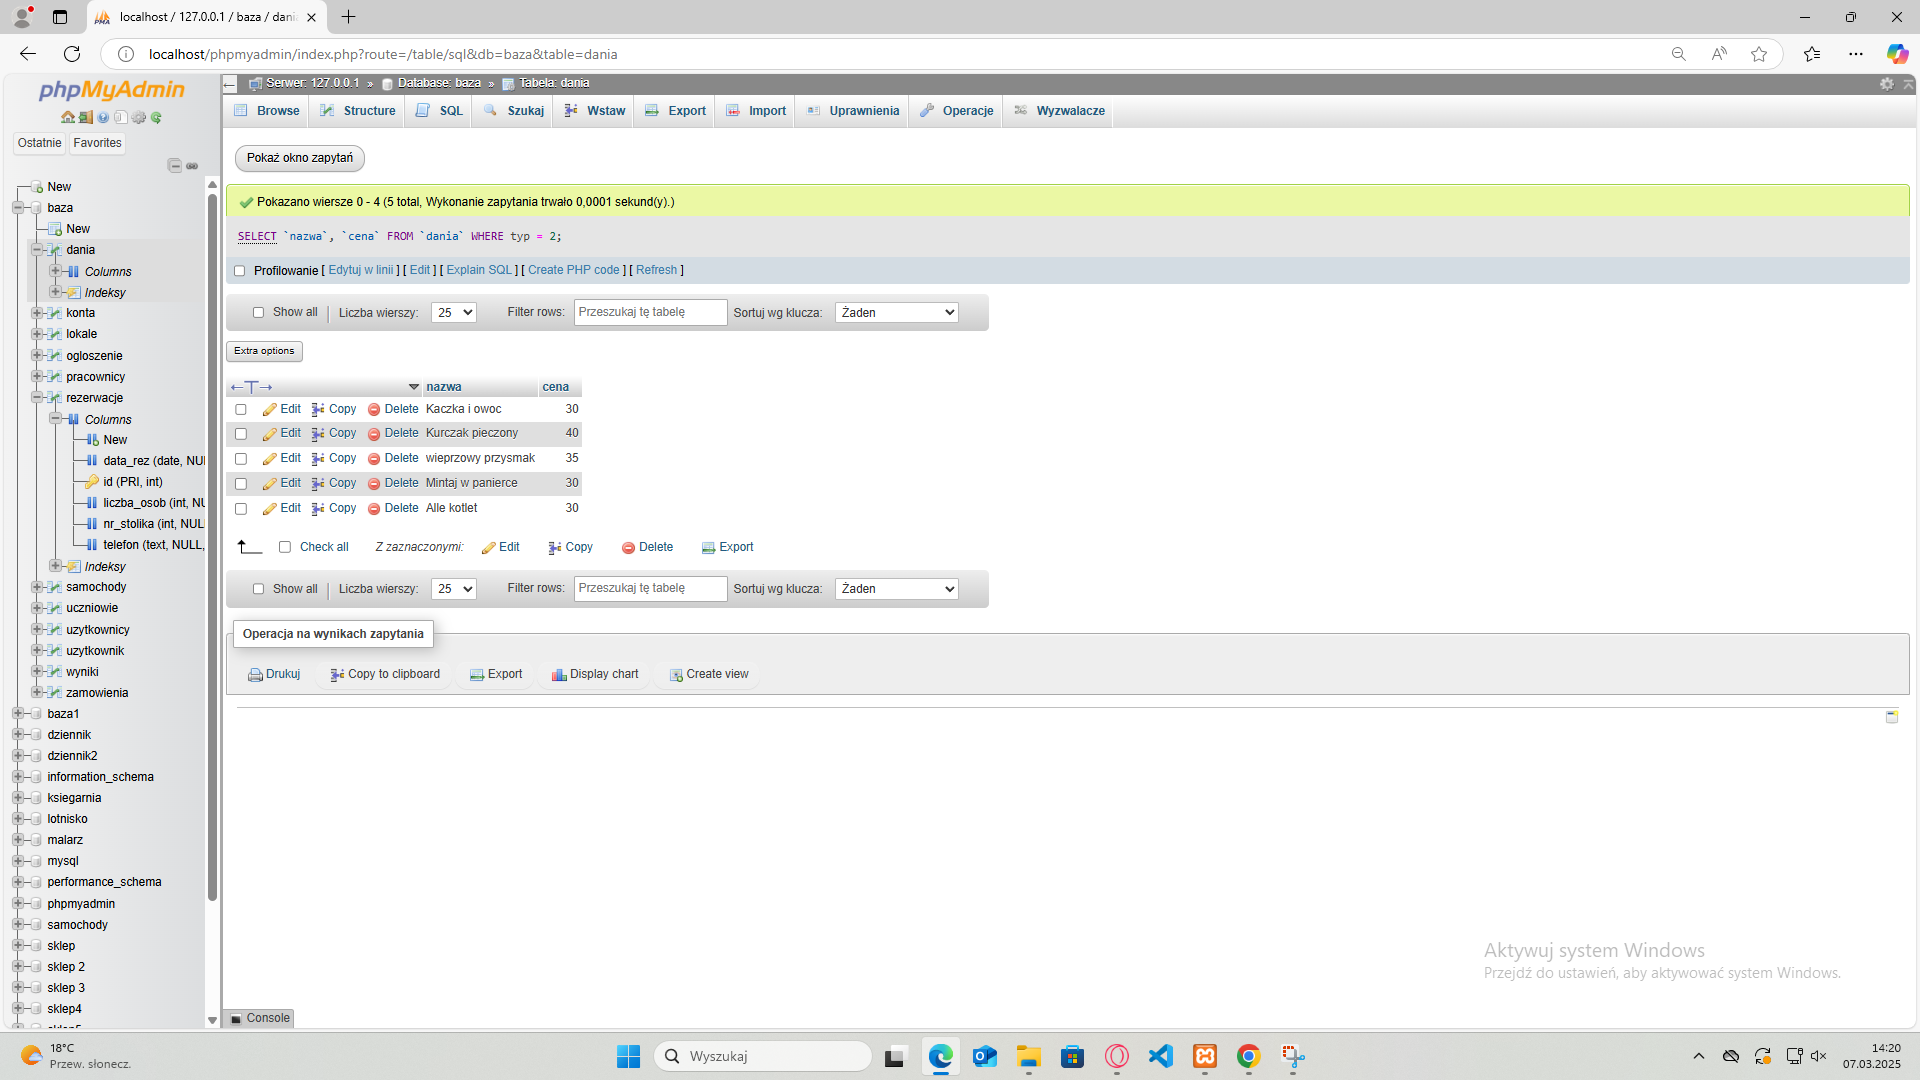 localhost / 127.0.0.1 / baza / dani
localhost/phpmyadmin/index.php?route=/table/sql&db=baza&table=dania
phpMyAdmin
Ostatnie
Favorites
New
baza
New
dania
Columns
Indeksy
konta
lokale
ogloszenie
pracownicy
rezerwacje
Columns
New
data_rez (date, NU
id (PRI, int)
liczba_osob (int, NU
nr_stolika (int, NUL
telefon (text, NULL,
Indeksy
samochody
uczniowie
uzytkownicy
uzytkownik
wyniki
zamowienia
baza1
dziennik
dziennik2
information_schema
ksiegarnia
lotnisko
malarz
mysql
performance_schema
phpmyadmin
samochody
sklep
sklep 2
sklep 3
sklep4
Serwer: 127.0.0.1 » Database: baza » Tabela: dania
Browse Structure SQL Szukaj Wstaw Export Import Uprawnienia Operacje Wyzwalacze
Pokaż okno zapytań
Pokazano wiersze 0 - 4 (5 total, Wykonanie zapytania trwało 0,0001 sekund(y).)
SELECT `nazwa`, `cena` FROM `dania` WHERE typ = 2;
Profilowanie [ Edytuj w linii ] [ Edit ] [ Explain SQL ] [ Create PHP code ] [ Refresh ]
Show all Liczba wierszy: 25 Filter rows: Przeszukaj tę tabelę Sortuj wg klucza: Żaden
Extra options
←T→ nazwa cena
Edit Copy Delete Kaczka i owoc 30
Edit Copy Delete Kurczak pieczony 40
Edit Copy Delete wieprzowy przysmak 35
Edit Copy Delete Mintaj w panierce 30
Edit Copy Delete Alle kotlet 30
Check all Z zaznaczonymi: Edit Copy Delete Export
Show all Liczba wierszy: 25 Filter rows: Przeszukaj tę tabelę Sortuj wg klucza: Żaden
Operacja na wynikach zapytania
Drukuj Copy to clipboard Export Display chart Create view
Console
Aktywuj system Windows
Przejdź do ustawień, aby aktywować system Windows.
18°C
Przew. słonecz.
Wyszukaj
14:20
07.03.2025